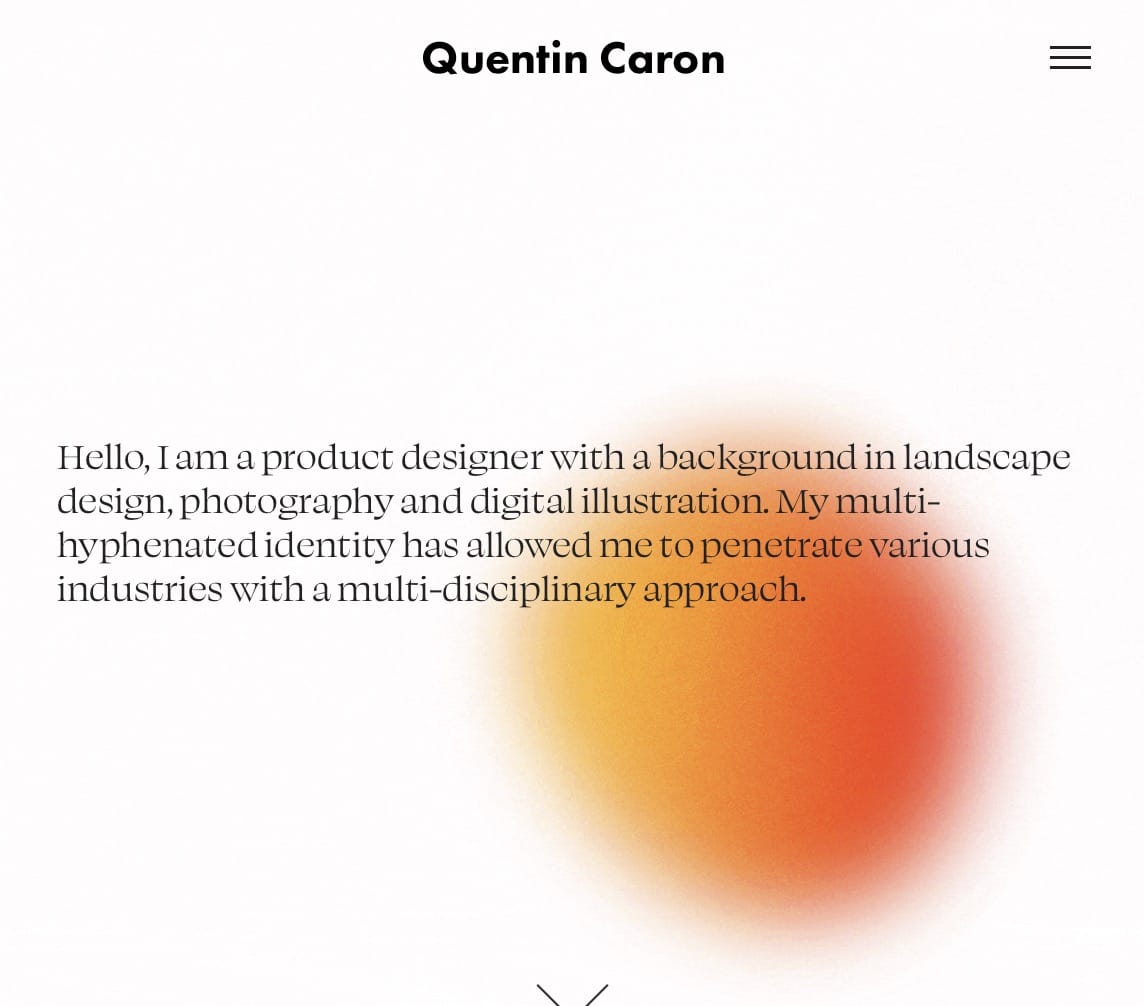 Quentin Caron
Hello, I am a product designer with a background in landscape
design, photography and digital illustration. My multi-
hyphenated identity has allowed me to penetrate various
industries with a multi-disciplinary approach.